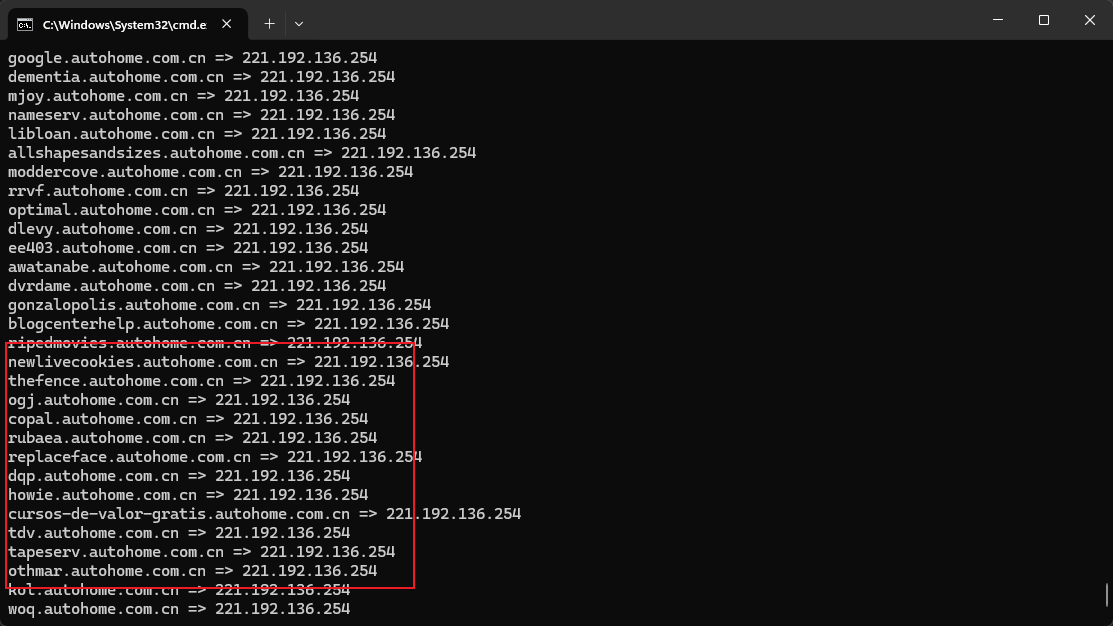 C:\Windows\System32\cmd.e
google.autohome.com.cn => 221.192.136.254
dementia.autohome.com.cn => 221.192.136.254
mjoy.autohome.com.cn => 221.192.136.254
nameserv.autohome.com.cn => 221.192.136.254
libloan.autohome.com.cn => 221.192.136.254
allshapesandsizes.autohome.com.cn => 221.192.136.254
moddercove.autohome.com.cn => 221.192.136.254
rrvf.autohome.com.cn => 221.192.136.254
optimal.autohome.com.cn => 221.192.136.254
dlevy.autohome.com.cn => 221.192.136.254
ee403.autohome.com.cn => 221.192.136.254
awatanabe.autohome.com.cn => 221.192.136.254
dvrdame.autohome.com.cn => 221.192.136.254
gonzalopolis.autohome.com.cn => 221.192.136.254
blogcenterhelp.autohome.com.cn => 221.192.136.254
ripedmovies.autohome.com.cn => 221.192.136.254
newlivecookies.autohome.com.cn => 221.192.136.254
thefence.autohome.com.cn => 221.192.136.254
ogj.autohome.com.cn => 221.192.136.254
copal.autohome.com.cn => 221.192.136.254
rubaea.autohome.com.cn => 221.192.136.254
replaceface.autohome.com.cn => 221.192.136.254
dqp.autohome.com.cn => 221.192.136.254
howie.autohome.com.cn => 221.192.136.254
cursos-de-valor-gratis.autohome.com.cn => 221.192.136.254
tdv.autohome.com.cn => 221.192.136.254
tapeserv.autohome.com.cn => 221.192.136.254
othmar.autohome.com.cn => 221.192.136.254
kol.autohome.com.cn => 221.192.136.254
woq.autohome.com.cn => 221.192.136.254